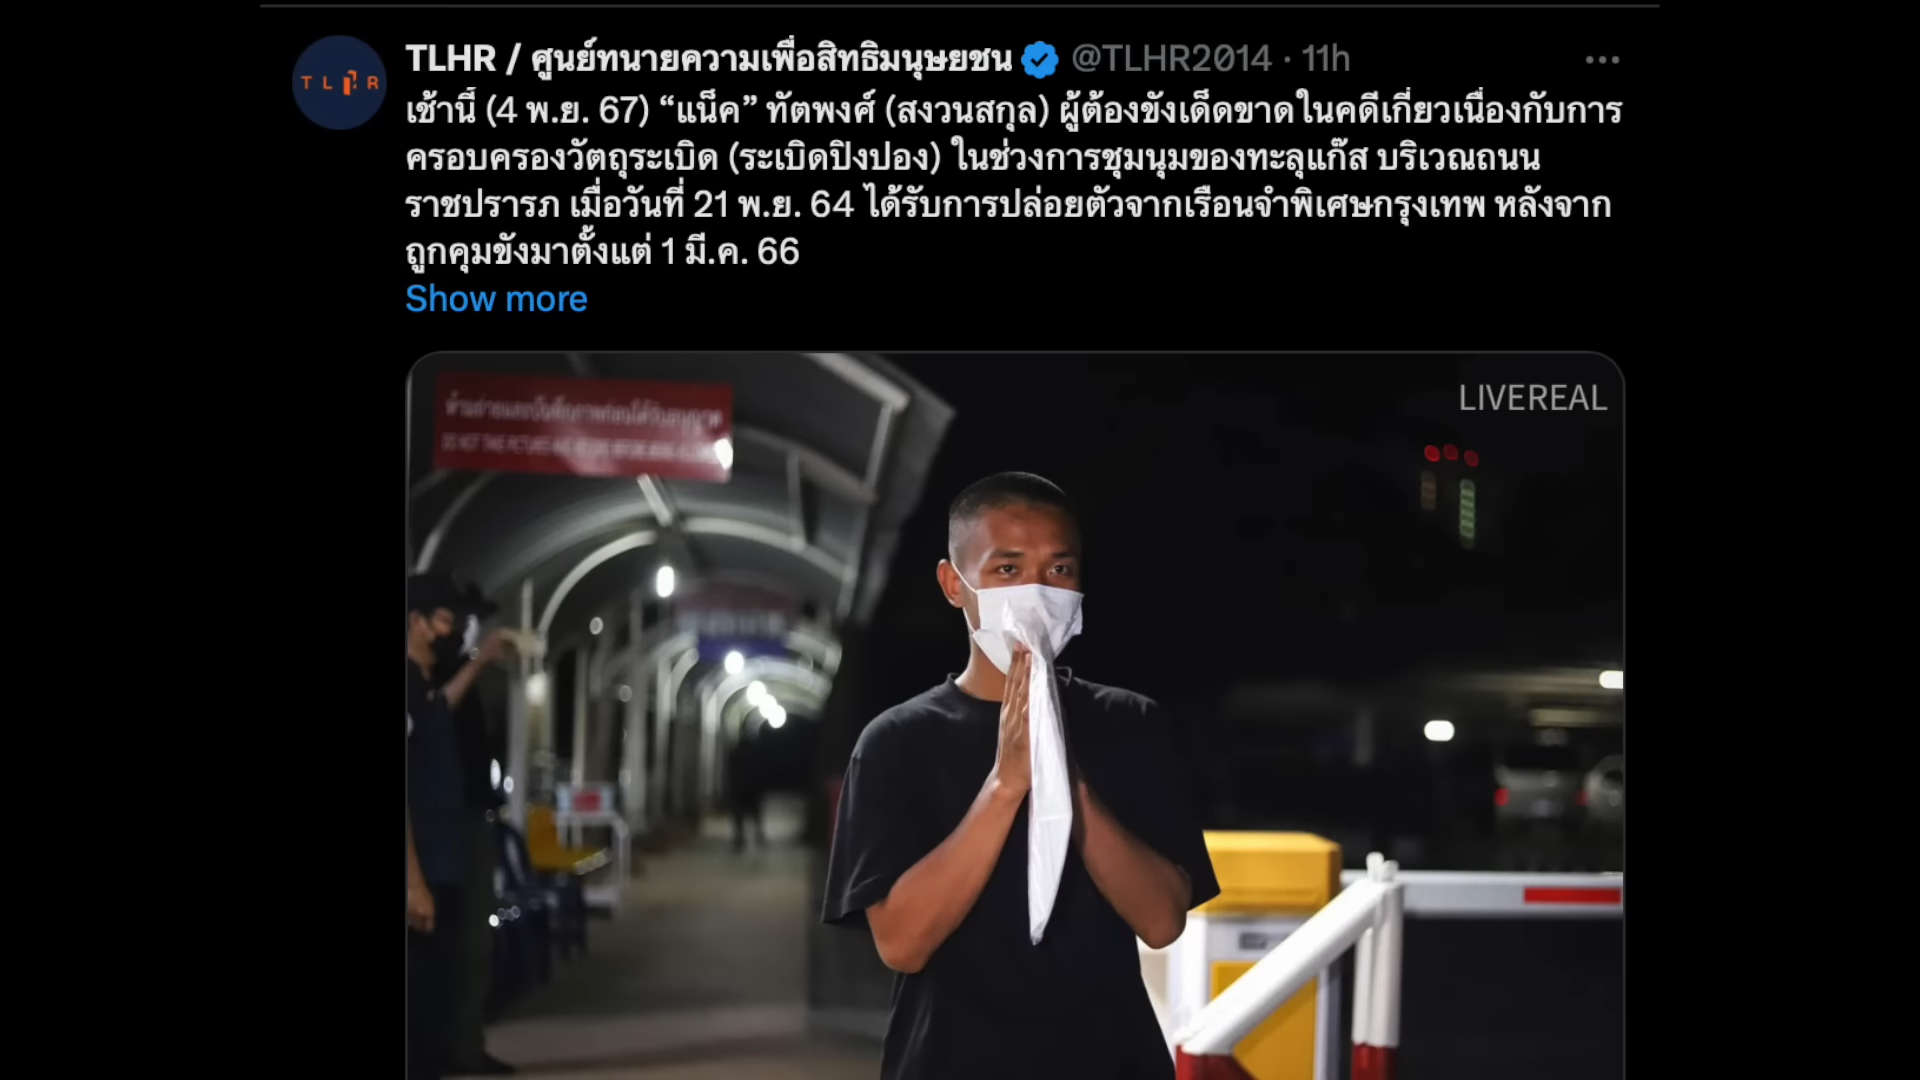 TLHR / ศูนย์ทนายความเพื่อสิทธิมนุษยชน @TLHR2014 · 11h
TLHR
เช้านี้ (4 พ.ย. 67) “แน็ค” ทัตพงศ์ (สงวนสกุล) ผู้ต้องขังเด็ดขาดในคดีเกี่ยวเนื่องกับการ
ครอบครองวัตถุระเบิด (ระเบิดปิงปอง) ในช่วงการชุมนุมของทะลุแก๊ส บริเวณถนน
ราชปรารภ เมื่อวันที่ 21 พ.ย. 64 ได้รับการปล่อยตัวจากเรือนจำพิเศษกรุงเทพ หลังจาก
ถูกคุมขังมาตั้งแต่ 1 มี.ค. 66
Show more
LIVEREAL